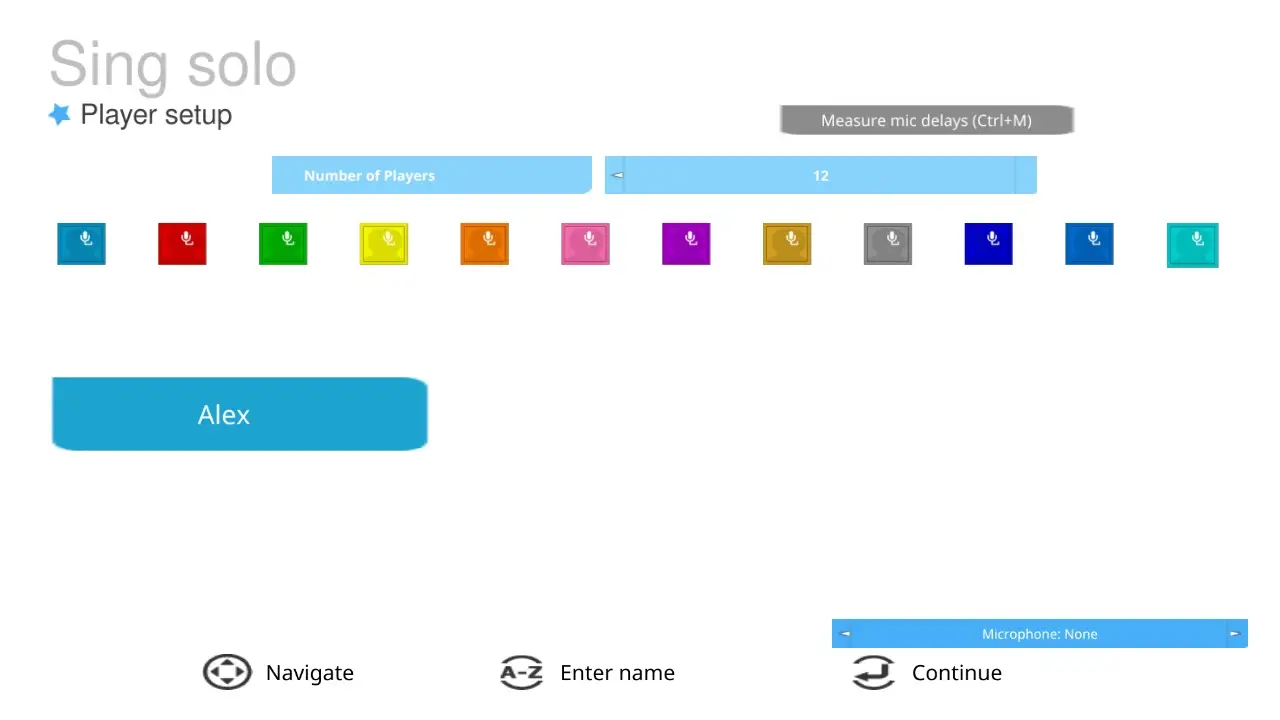 Sing solo
Player setup
Measure mic delays (Ctrl+M)
Number of Players
12
Alex
Microphone: None
Navigate
A-Z
Enter name
Continue